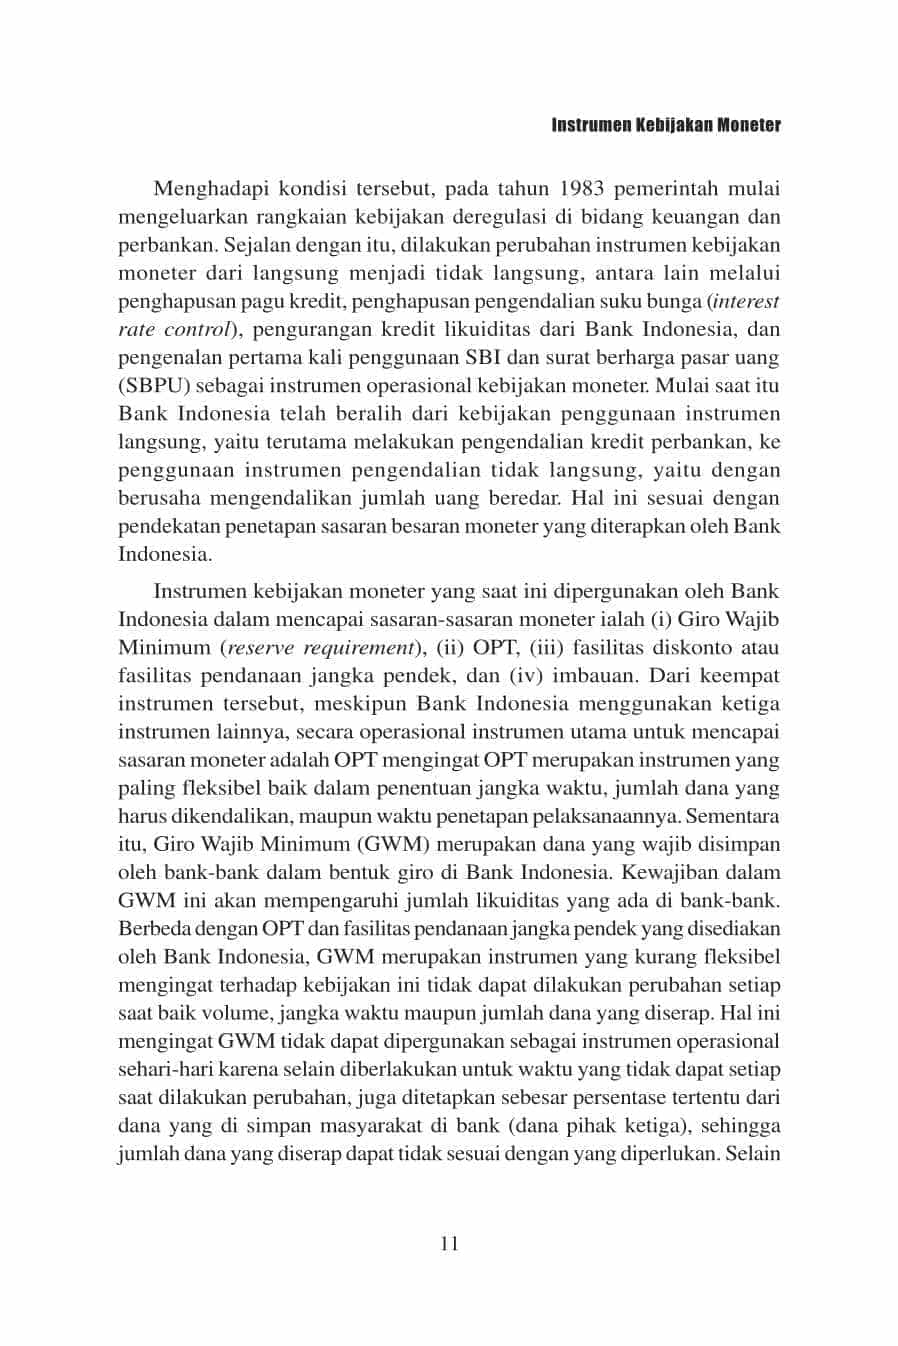 Instrumen Kebijakan Moneter
Menghadapi kondisi tersebut, pada tahun 1983 pemerintah mulai
mengeluarkan rangkaian kebijakan deregulasi di bidang keuangan dan
perbankan. Sejalan dengan itu, dilakukan perubahan instrumen kebijakan
moneter dari langsung menjadi tidak langsung, antara lain melalui
penghapusan pagu kredit, penghapusan pengendalian suku bunga (interest
rate control), pengurangan kredit likuiditas dari Bank Indonesia, dan
pengenalan pertama kali penggunaan SBI dan surat berharga pasar uang
(SBPU) sebagai instrumen operasional kebijakan moneter. Mulai saat itu
Bank Indonesia telah beralih dari kebijakan penggunaan instrumen
langsung, yaitu terutama melakukan pengendalian kredit perbankan, ke
penggunaan instrumen pengendalian tidak langsung, yaitu dengan
berusaha mengendalikan jumlah uang beredar. Hal ini sesuai dengan
pendekatan penetapan sasaran besaran moneter yang diterapkan oleh Bank
Indonesia.
Instrumen kebijakan moneter yang saat ini dipergunakan oleh Bank
Indonesia dalam mencapai sasaran-sasaran moneter ialah (i) Giro Wajib
Minimum (reserve requirement), (ii) OPT, (iii) fasilitas diskonto atau
fasilitas pendanaan jangka pendek, dan (iv) imbauan. Dari keempat
instrumen tersebut, meskipun Bank Indonesia menggunakan ketiga
instrumen lainnya, secara operasional instrumen utama untuk mencapai
sasaran moneter adalah OPT mengingat OPT merupakan instrumen yang
paling fleksibel baik dalam penentuan jangka waktu, jumlah dana yang
harus dikendalikan, maupun waktu penetapan pelaksanaannya. Sementara
itu, Giro Wajib Minimum (GWM) merupakan dana yang wajib disimpan
oleh bank-bank dalam bentuk giro di Bank Indonesia. Kewajiban dalam
GWM ini akan mempengaruhi jumlah likuiditas yang ada di bank-bank.
Berbeda dengan OPT dan fasilitas pendanaan jangka pendek yang disediakan
oleh Bank Indonesia, GWM merupakan instrumen yang kurang fleksibel
mengingat terhadap kebijakan ini tidak dapat dilakukan perubahan setiap
saat baik volume, jangka waktu maupun jumlah dana yang diserap. Hal ini
mengingat GWM tidak dapat dipergunakan sebagai instrumen operasional
sehari-hari karena selain diberlakukan untuk waktu yang tidak dapat setiap
saat dilakukan perubahan, juga ditetapkan sebesar persentase tertentu dari
dana yang di simpan masyarakat di bank (dana pihak ketiga), sehingga
jumlah dana yang diserap dapat tidak sesuai dengan yang diperlukan. Selain
11